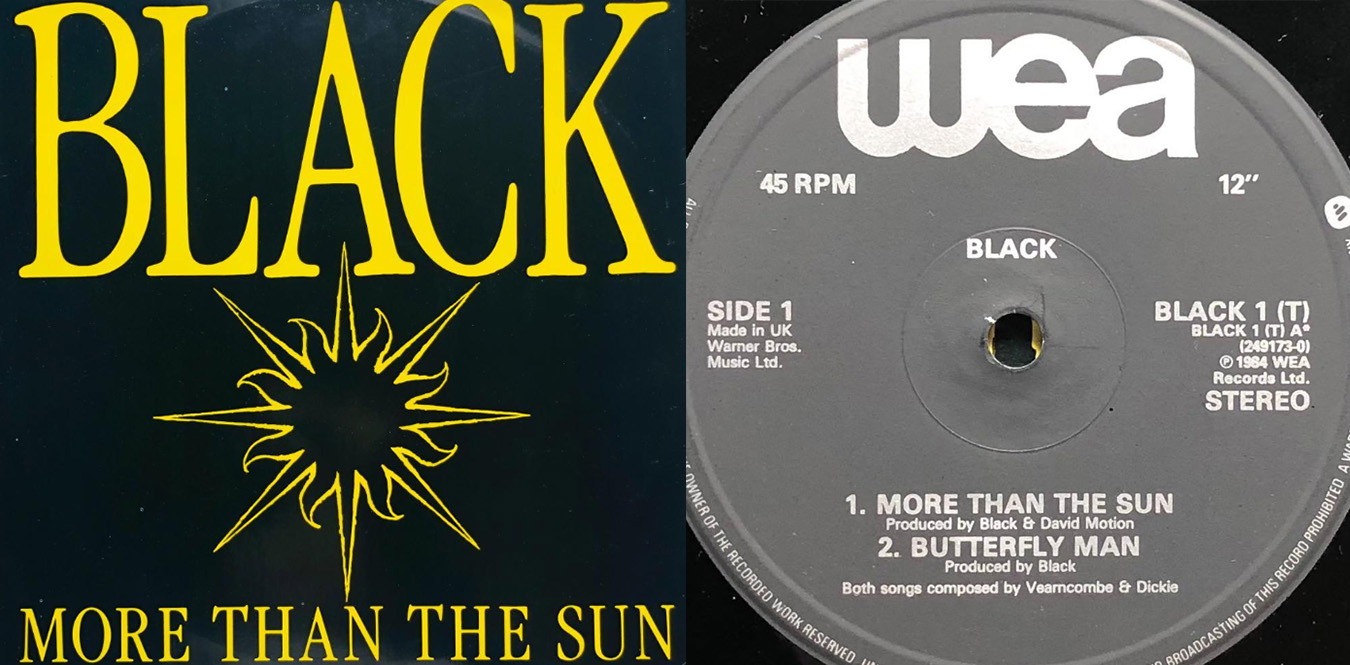 BLACK
MORE THAN THE SUN
wea
45 RPM
12”
BLACK
SIDE 1
Made in UK
Warner Bros.
Music Ltd.
BLACK 1 (T)
BLACK 1 (T) A°
(249173-0)
℗ 1984 WEA
Records Ltd.
STEREO
1. MORE THAN THE SUN
Produced by Black & David Motion
2. BUTTERFLY MAN
Produced by Black
Both songs composed by Vearncombe & Dickie
OWNER OF THE RECORDED WORK RESERVED
BROADCASTING OF THIS RECORD PROHIBITED